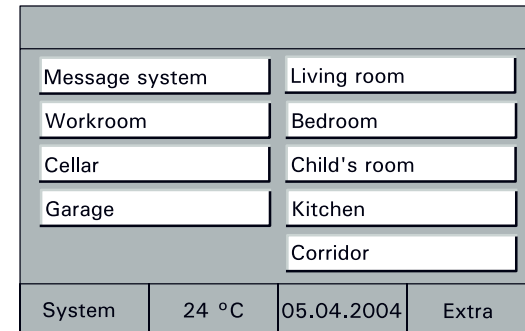 Message system
Workroom
Cellar
Garage
Living room
Bedroom
Child's room
Kitchen
Corridor
System 24 °C 05.04.2004 Extra